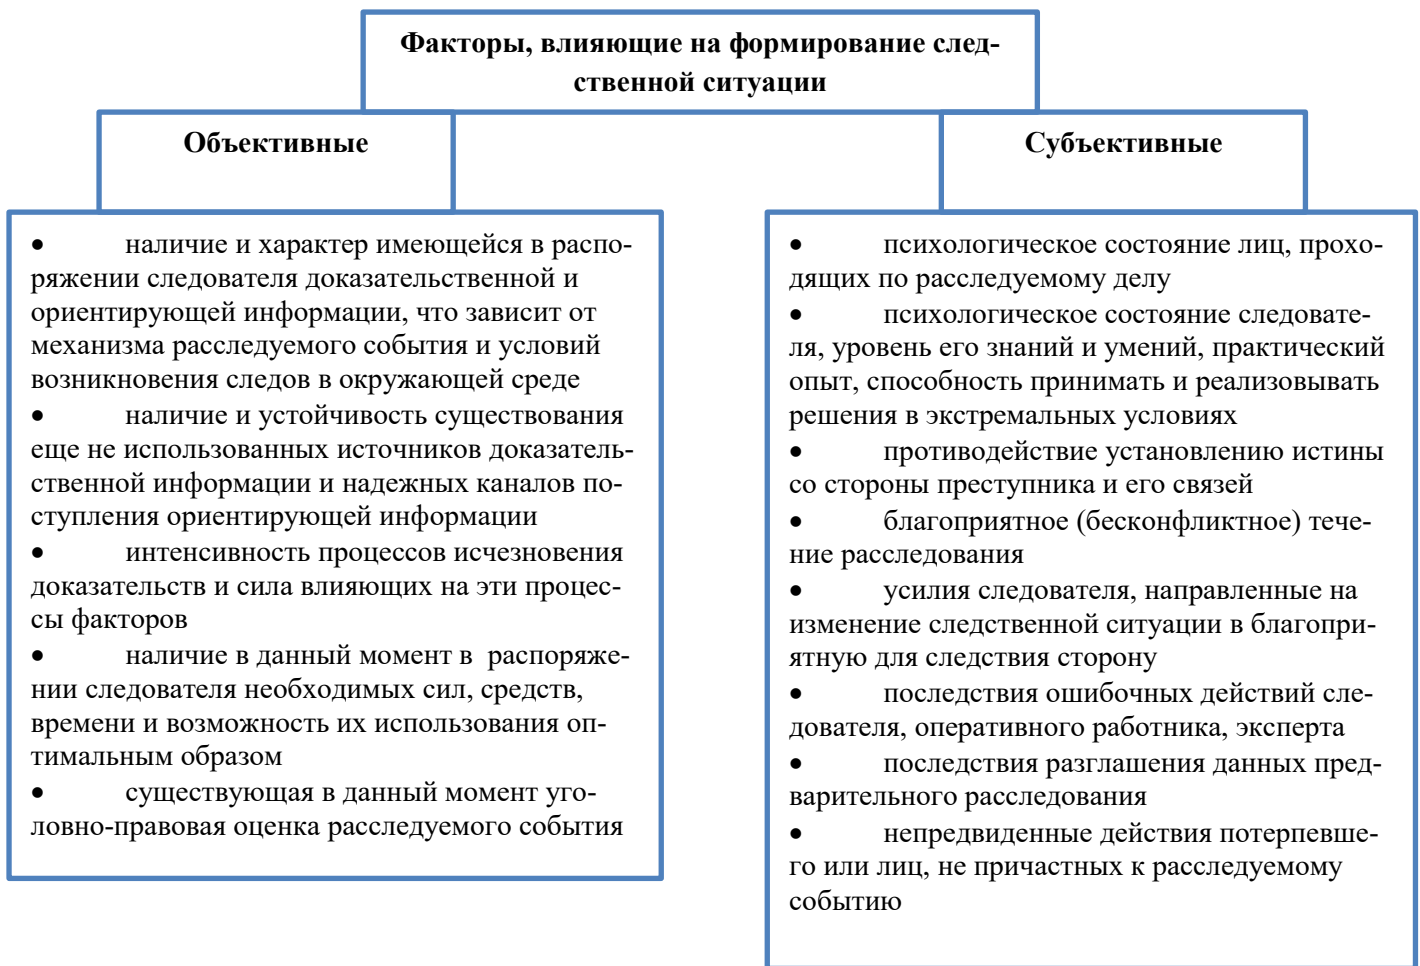 Факторы, влияющие на формирование след-
ственной ситуации
Объективные
Субъективные
• наличие и характер имеющейся в распо-
ряжении следователя доказательственной и
ориентирующей информации, что зависит от
механизма расследуемого события и условий
возникновения следов в окружающей среде
• наличие и устойчивость существования
еще не использованных источников доказатель-
ственной информации и надежных каналов по-
ступления ориентирующей информации
• интенсивность процессов исчезновения
доказательств и сила влияющих на эти процес-
сы факторов
• наличие в данный момент в распоряже-
нии следователя необходимых сил, средств,
времени и возможность их использования оп-
тимальным образом
• существующая в данный момент уго-
ловно-правовая оценка расследуемого события
• психологическое состояние лиц, прохо-
дящих по расследуемому делу
• психологическое состояние следовате-
ля, уровень его знаний и умений, практический
опыт, способность принимать и реализовывать
решения в экстремальных условиях
• противодействие установлению истины
со стороны преступника и его связей
• благоприятное (бесконфликтное) тече-
ние расследования
• усилия следователя, направленные на
изменение следственной ситуации в благопри-
ятную для следствия сторону
• последствия ошибочных действий сле-
дователя, оперативного работника, эксперта
• последствия разглашения данных пред-
варительного расследования
• непредвиденные действия потерпевше-
го или лиц, не причастных к расследуемому
событию